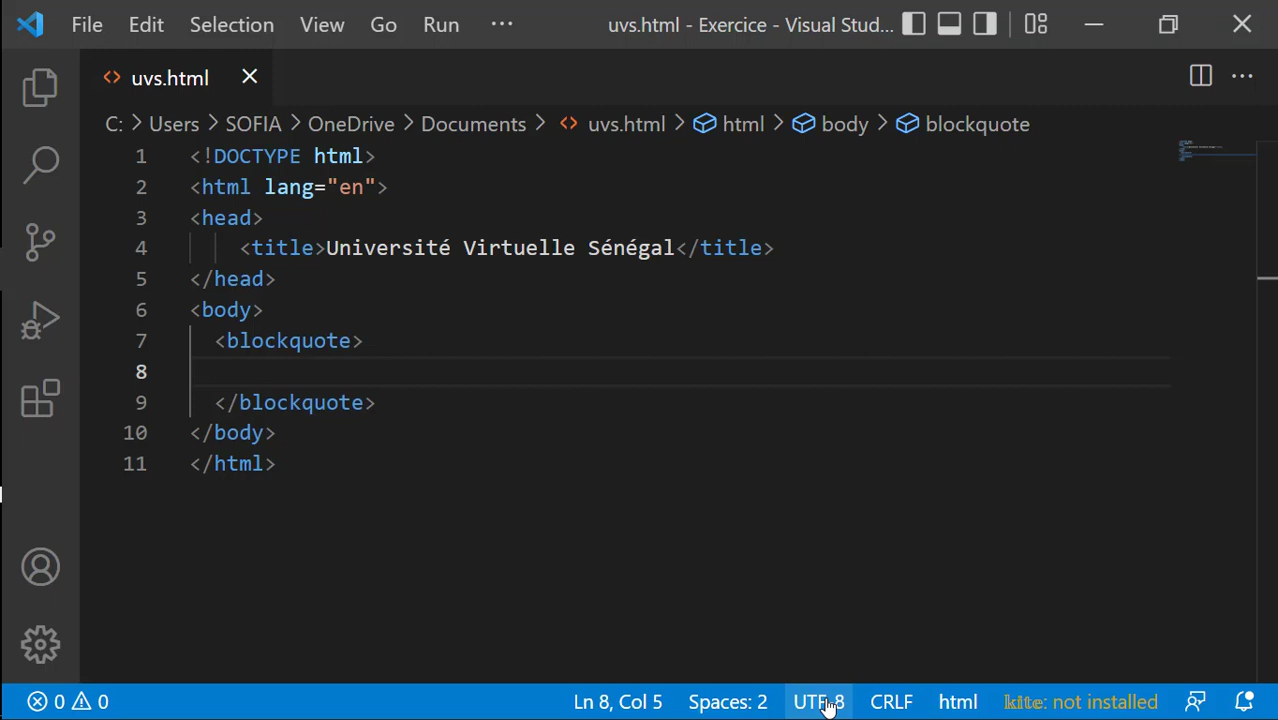 File Edit Selection View Go Run ··· uvs.html - Exercice - Visual Stud...
uvs.html
C: > Users > SOFIA > OneDrive > Documents > uvs.html > html > body > blockquote
1 <!DOCTYPE html>
2 <html lang="en">
3 <head>
4 <title>Université Virtuelle Sénégal</title>
5 </head>
6 <body>
7 <blockquote>
8
9 </blockquote>
10 </body>
11 </html>
0 0 Ln 8, Col 5 Spaces: 2 UTF-8 CRLF html kite: not installed